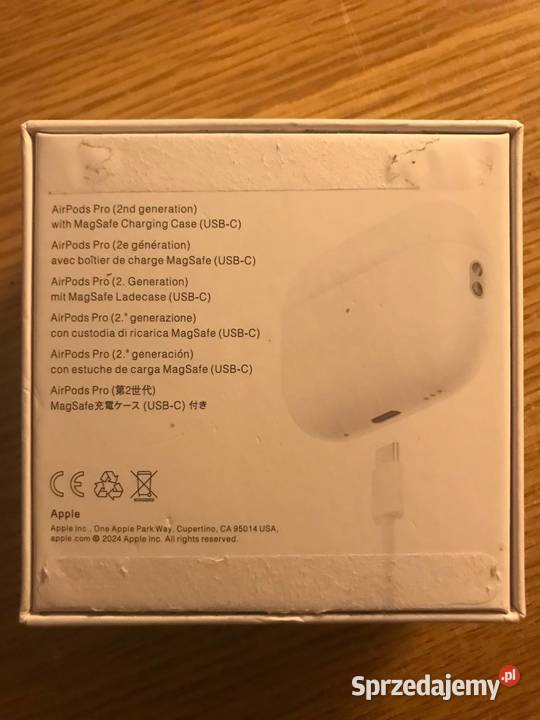 AirPods Pro (2nd generation)
with MagSafe Charging Case (USB-C)
AirPods Pro (2e génération)
avec boîtier de charge MagSafe (USB-C)
AirPods Pro (2. Generation)
mit MagSafe Ladecase (USB-C)
AirPods Pro (2.ª generazione)
con custodia di ricarica MagSafe (USB-C)
AirPods Pro (2.ª generación)
con estuche de carga MagSafe (USB-C)
AirPods Pro (第2世代)
MagSafe充電ケース (USB-C) 付き
CE
Apple
Apple Inc., One Apple Park Way, Cupertino, CA 95014 USA,
apple.com © 2024 Apple Inc. All rights reserved.
Sprzedajemy.pl